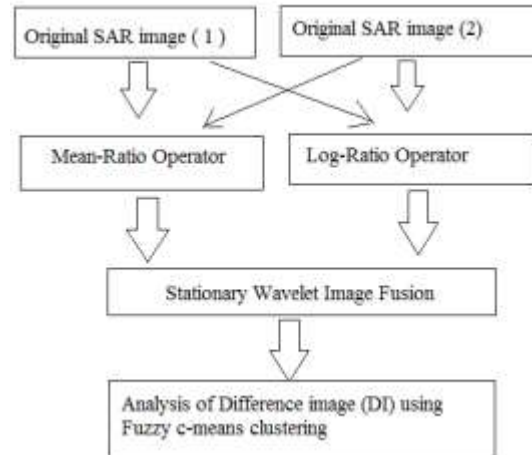 Original SAR image ( 1 )
Original SAR image (2)
Mean-Ratio Operator
Log-Ratio Operator
Stationary Wavelet Image Fusion
Analysis of Difference image (DI) using
Fuzzy c-means clustering